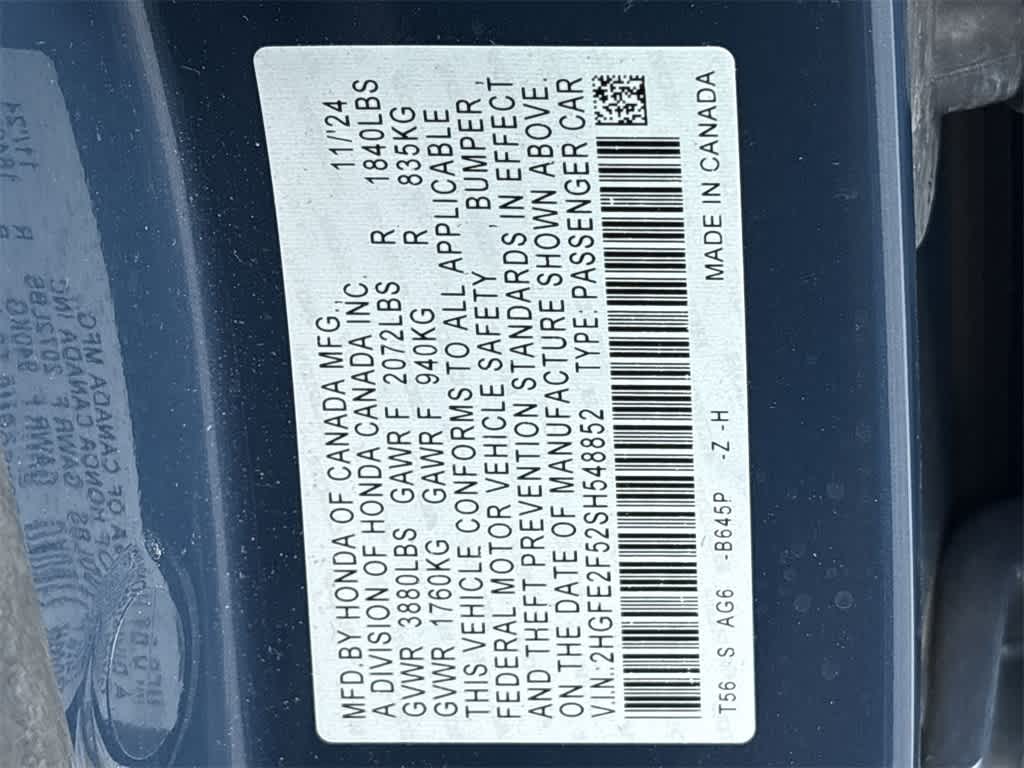 MFD.BY HONDA OF CANADA MFG., 11/'24
A DIVISION OF HONDA CANADA INC.
GVWR 3880LBS GAWR F 2072LBS R 1840LBS
GVWR 1760KG GAWR F 940KG R 835KG
THIS VEHICLE CONFORMS TO ALL APPLICABLE
FEDERAL MOTOR VEHICLE SAFETY, BUMPER,
AND THEFT PREVENTION STANDARDS IN EFFECT
ON THE DATE OF MANUFACTURE SHOWN ABOVE.
V.I.N.:2HGFE2F52SH548852 TYPE:PASSENGER CAR
T56 S AG6 -B645P -Z -H MADE IN CANADA